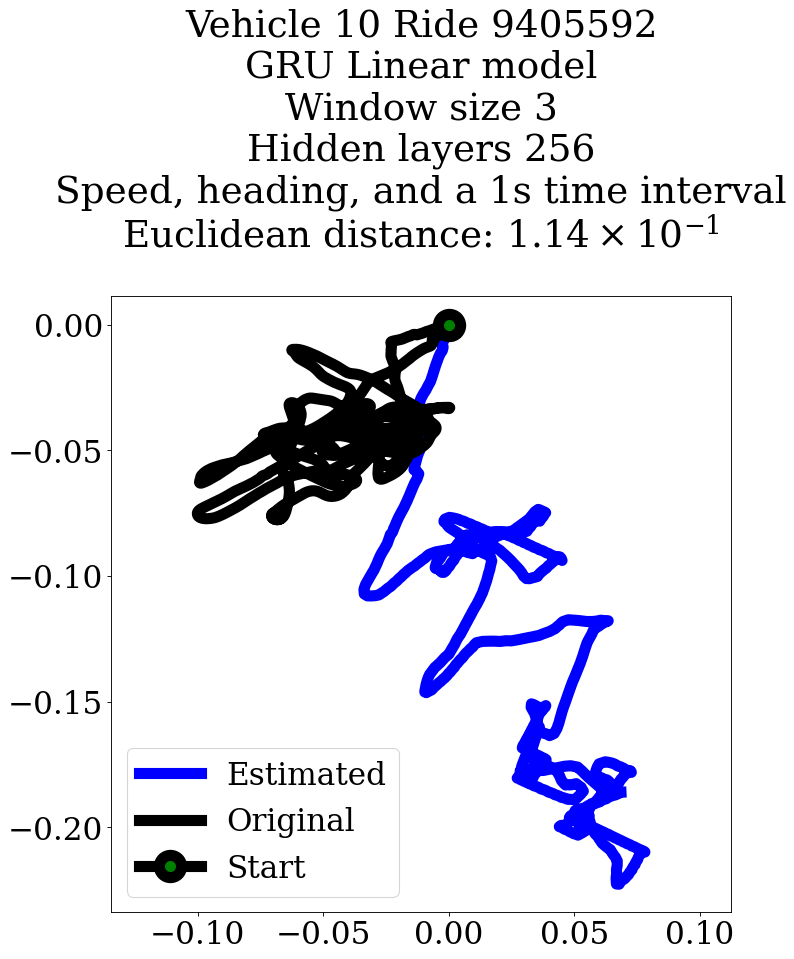 Vehicle 10 Ride 9405592
GRU Linear model
Window size 3
Hidden layers 256
Speed, heading, and a 1s time interval
Euclidean distance: 1.14 × 10⁻¹
0.00
−0.05
−0.10
−0.15
−0.20
Estimated
Original
Start
−0.10 −0.05 0.00 0.05 0.10